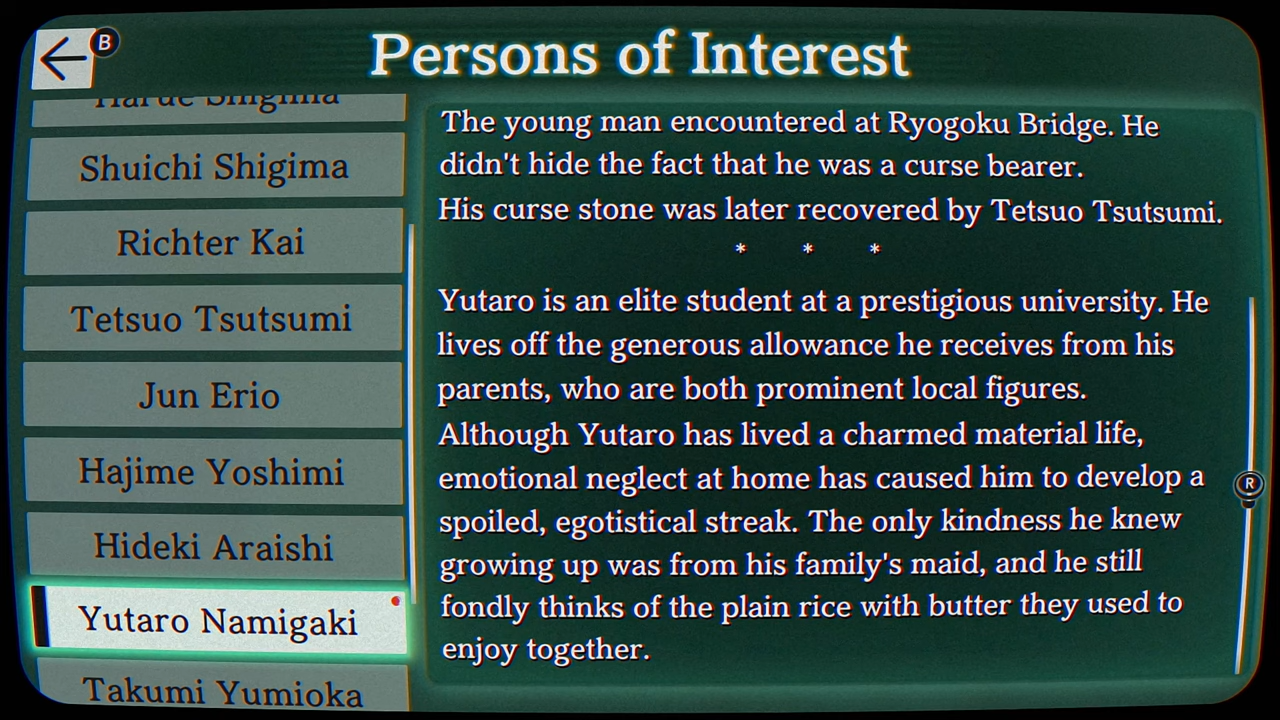 B
Persons of Interest
Harue Shigima
Shuichi Shigima
Richter Kai
Tetsuo Tsutsumi
Jun Erio
Hajime Yoshimi
Hideki Araishi
Yutaro Namigaki
Takumi Yumioka
The young man encountered at Ryogoku Bridge. He
didn't hide the fact that he was a curse bearer.
His curse stone was later recovered by Tetsuo Tsutsumi.
* * *
Yutaro is an elite student at a prestigious university. He
lives off the generous allowance he receives from his
parents, who are both prominent local figures.
Although Yutaro has lived a charmed material life,
emotional neglect at home has caused him to develop a
spoiled, egotistical streak. The only kindness he knew
growing up was from his family's maid, and he still
fondly thinks of the plain rice with butter they used to
enjoy together.
R